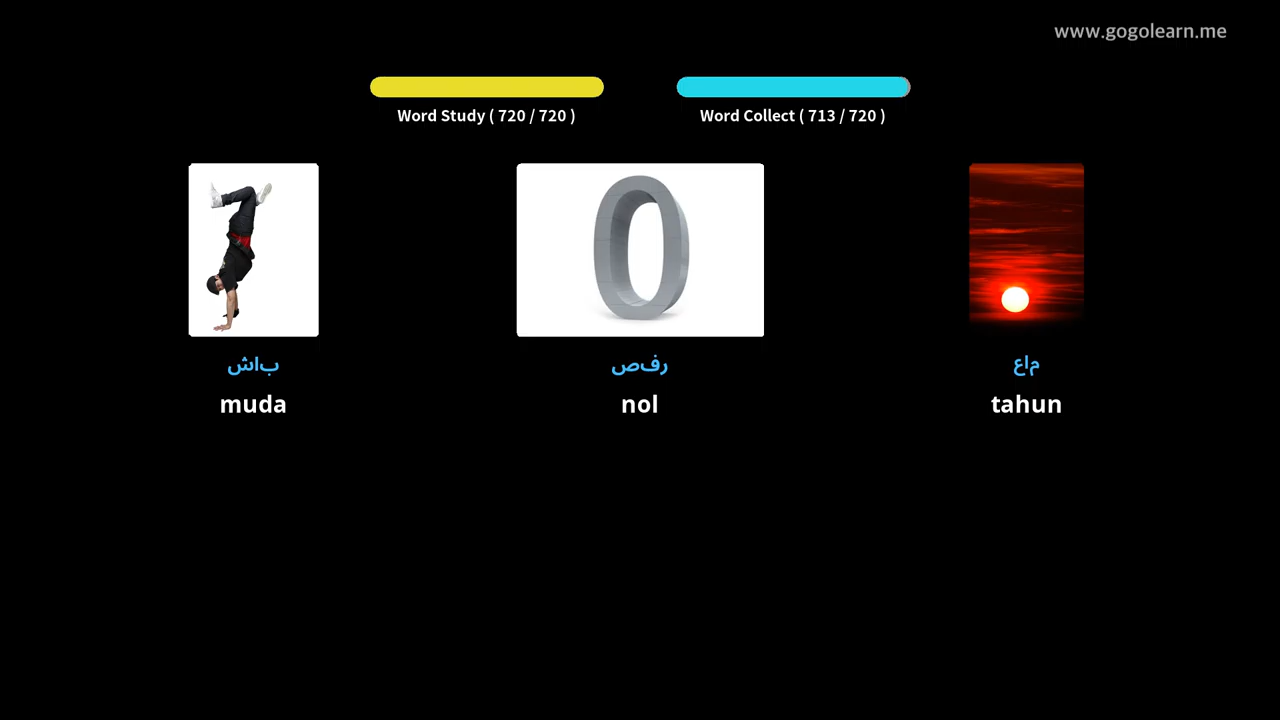 www.gogolearn.me
Word Study ( 720 / 720 )
Word Collect ( 713 / 720 )
باش
رفص
ماع
muda
nol
tahun